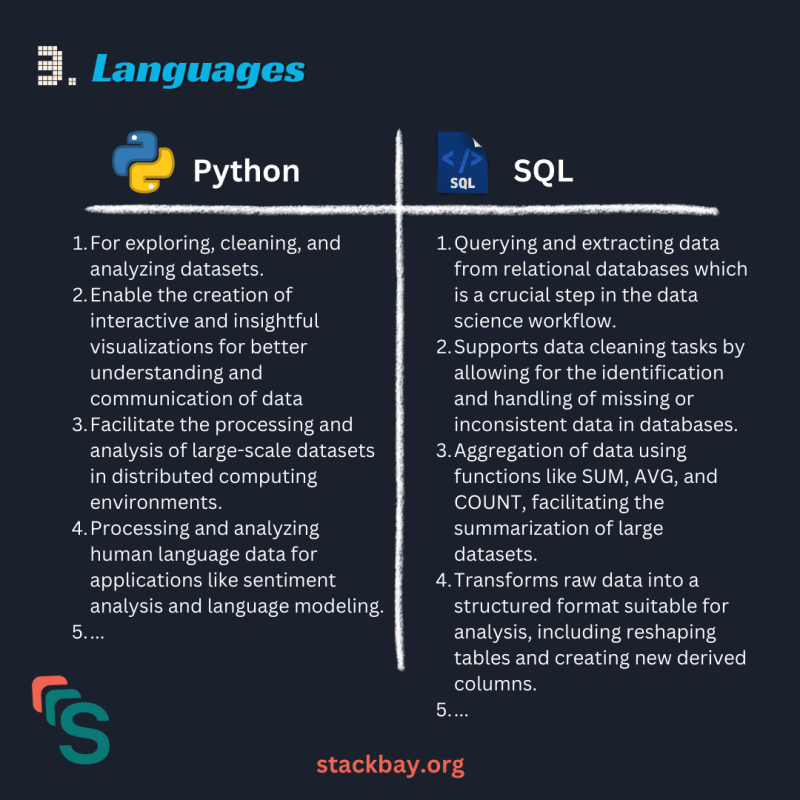 3. Languages
Python
1. For exploring, cleaning, and
analyzing datasets.
2. Enable the creation of
interactive and insightful
visualizations for better
understanding and
communication of data
3. Facilitate the processing and
analysis of large-scale datasets
in distributed computing
environments.
4. Processing and analyzing
human language data for
applications like sentiment
analysis and language modeling.
5. ...
</> SQL
SQL
1. Querying and extracting data
from relational databases which
is a crucial step in the data
science workflow.
2. Supports data cleaning tasks by
allowing for the identification
and handling of missing or
inconsistent data in databases.
3. Aggregation of data using
functions like SUM, AVG, and
COUNT, facilitating the
summarization of large
datasets.
4. Transforms raw data into a
structured format suitable for
analysis, including reshaping
tables and creating new derived
columns.
5. ...
S
stackbay.org